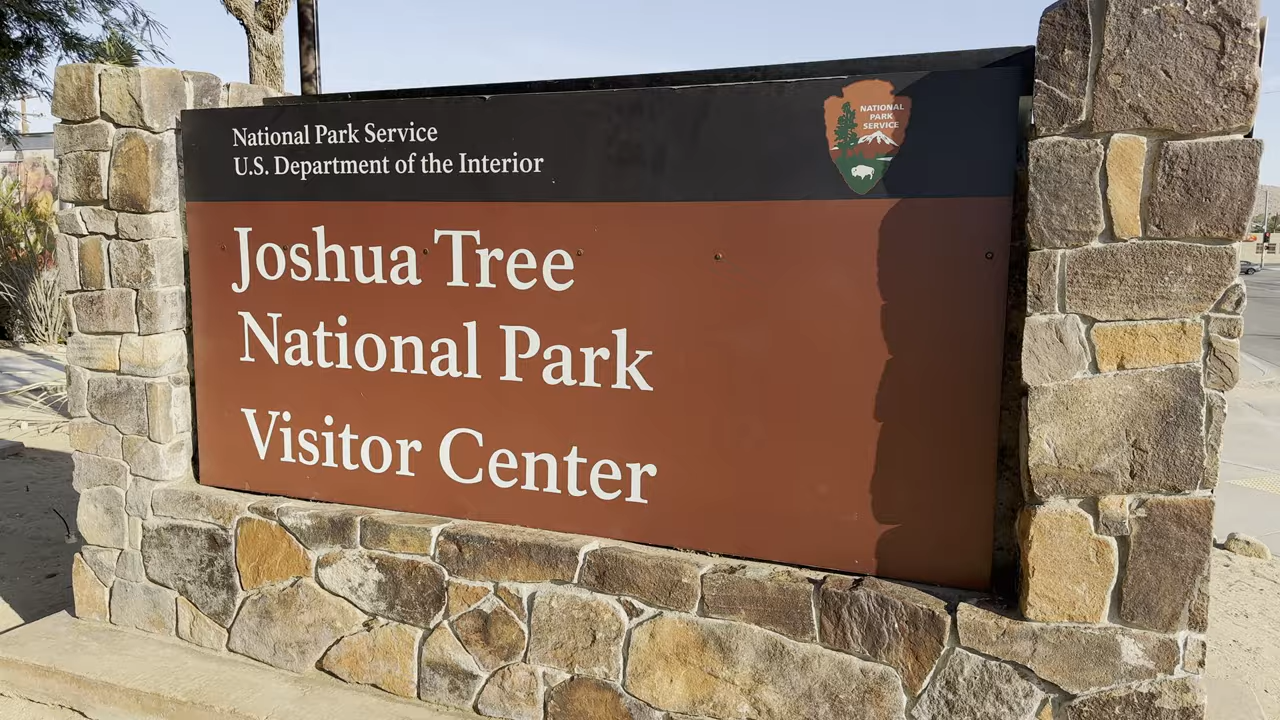 National Park Service
U.S. Department of the Interior
NATIONAL
PARK
SERVICE
Joshua Tree
National Park
Visitor Center